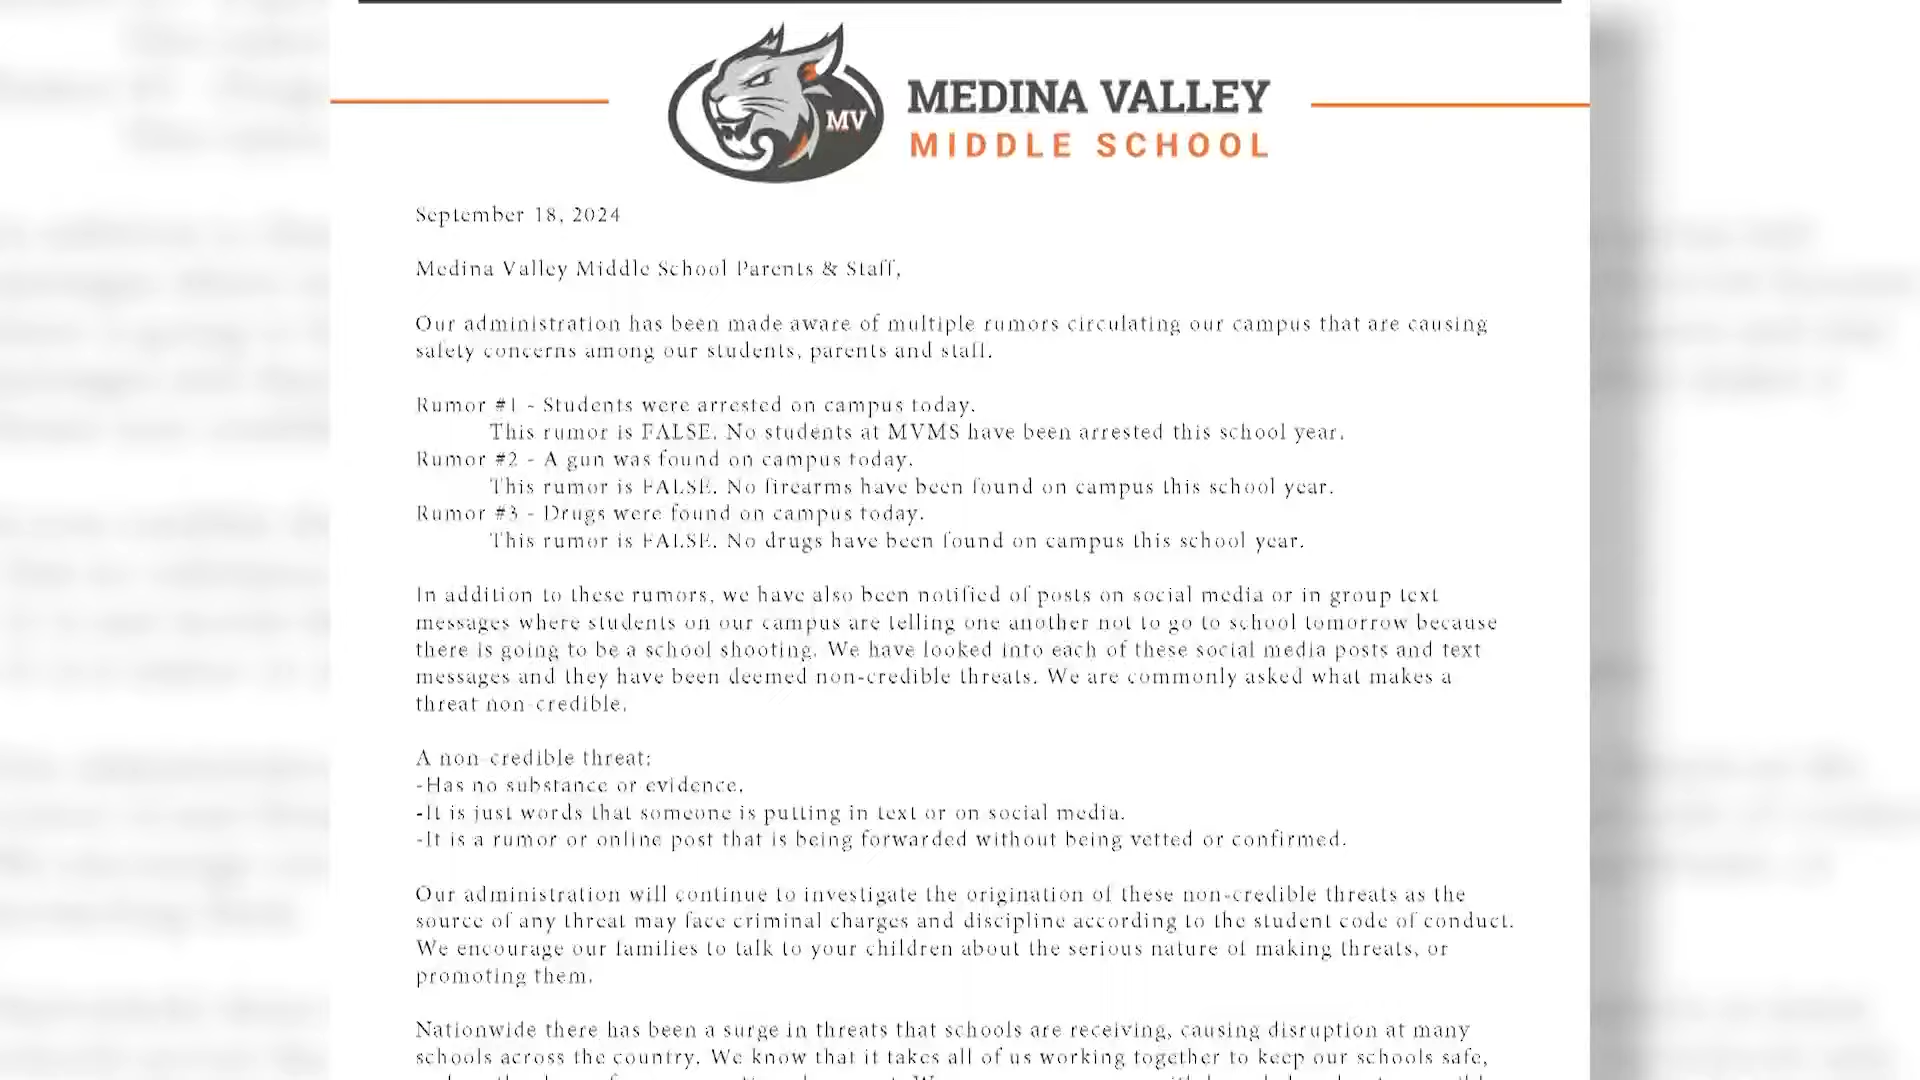 MV
MEDINA VALLEY
MIDDLE SCHOOL
September 18, 2024
Medina Valley Middle School Parents & Staff,
Our administration has been made aware of multiple rumors circulating our campus that are causing
safety concerns among our students, parents and staff.
Rumor #1 - Students were arrested on campus today.
This rumor is FALSE. No students at MVMS have been arrested this school year.
Rumor #2 - A gun was found on campus today.
This rumor is FALSE. No firearms have been found on campus this school year.
Rumor #3 - Drugs were found on campus today.
This rumor is FALSE. No drugs have been found on campus this school year.
In addition to these rumors, we have also been notified of posts on social media or in group text
messages where students on our campus are telling one another not to go to school tomorrow because
there is going to be a school shooting. We have looked into each of these social media posts and text
messages and they have been deemed non-credible threats. We are commonly asked what makes a
threat non-credible.
A non-credible threat:
-Has no substance or evidence.
-It is just words that someone is putting in text or on social media.
-It is a rumor or online post that is being forwarded without being vetted or confirmed.
Our administration will continue to investigate the origination of these non-credible threats as the
source of any threat may face criminal charges and discipline according to the student code of conduct.
We encourage our families to talk to your children about the serious nature of making threats, or
promoting them.
Nationwide there has been a surge in threats that schools are receiving, causing disruption at many
schools across the country. We know that it takes all of us working together to keep our schools safe,